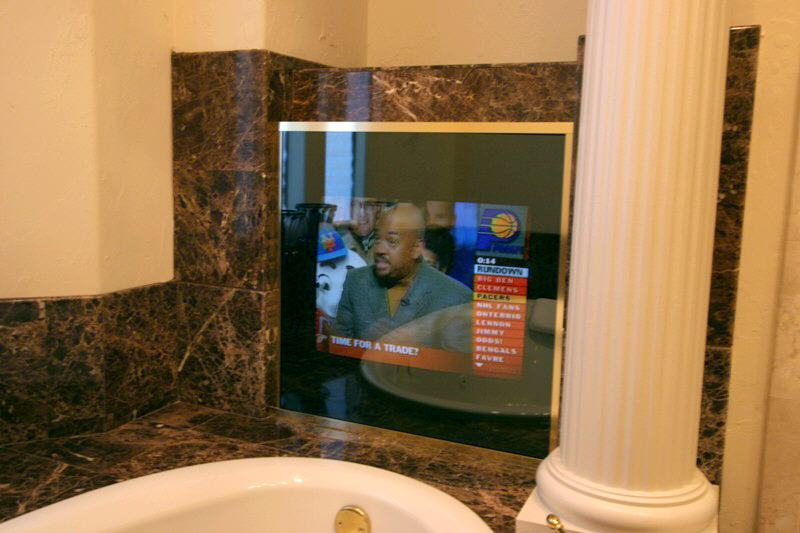 0:14
RUNDOWN
BIG BEN
CLEMENS
PACERS
NHL FANS
ONTERRIO
LENNON
JIMMY
ODDS!
BENGALS
FAVRE
TIME FOR A TRADE?